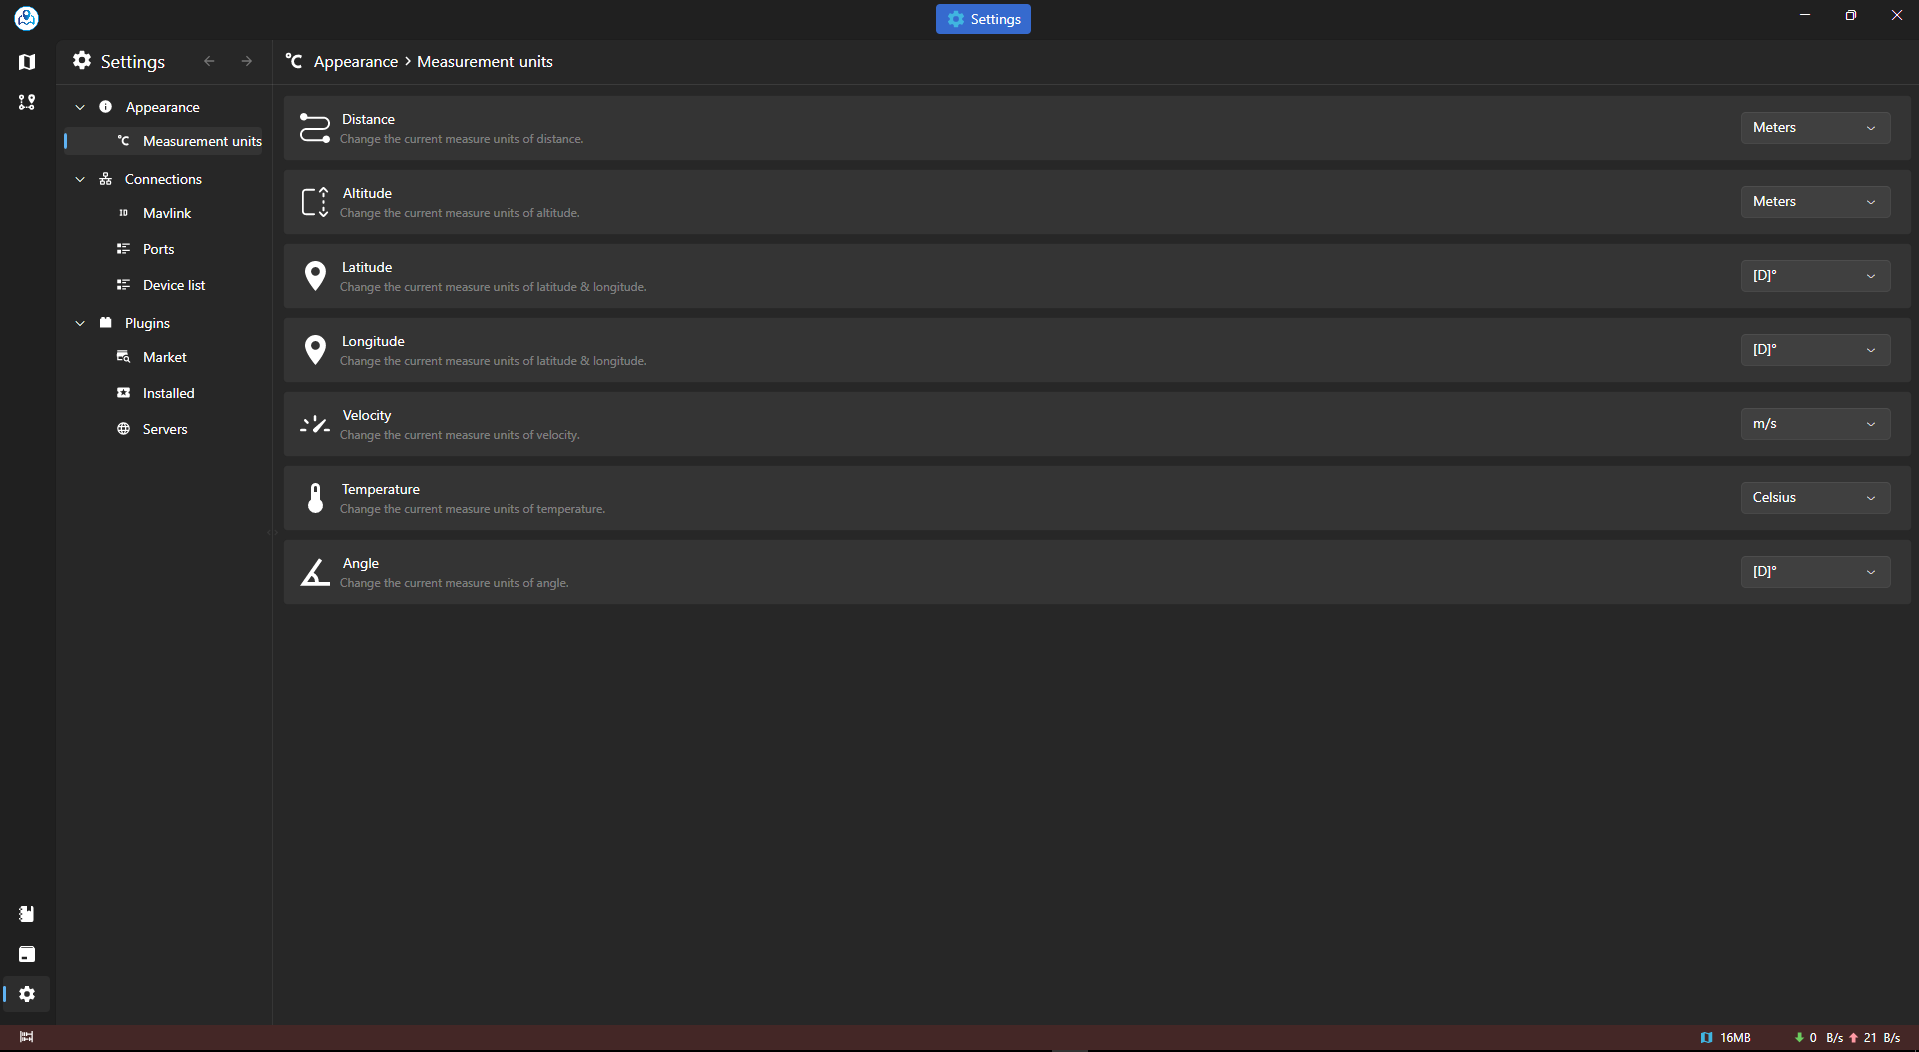 Settings
Settings
Appearance
Measurement units
Connections
ID Mavlink
Ports
Device list
Plugins
Market
Installed
Servers
°C Appearance > Measurement units
Distance
Change the current measure units of distance.
Meters
Altitude
Change the current measure units of altitude.
Meters
Latitude
Change the current measure units of latitude & longitude.
[D]°
Longitude
Change the current measure units of latitude & longitude.
[D]°
Velocity
Change the current measure units of velocity.
m/s
Temperature
Change the current measure units of temperature.
Celsius
Angle
Change the current measure units of angle.
[D]°
16MB 0 B/s 21 B/s